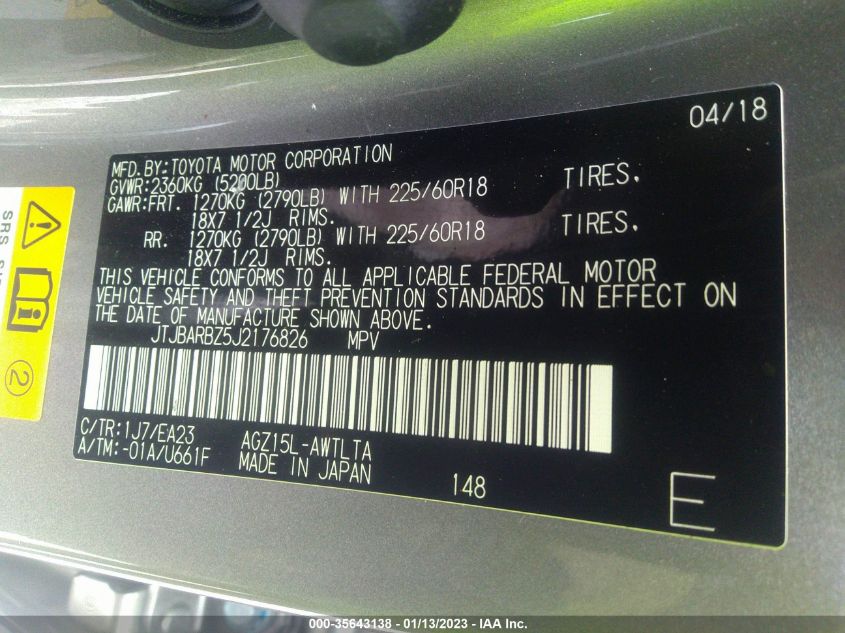 04/18
MFD.BY:TOYOTA MOTOR CORPORATION
GVWR:2360KG (5200LB)
GAWR:FRT. 1270KG (2790LB) WITH 225/60R18 TIRES.
18X7 1/2J RIMS.
RR. 1270KG (2790LB) WITH 225/60R18 TIRES.
18X7 1/2J RIMS.
THIS VEHICLE CONFORMS TO ALL APPLICABLE FEDERAL MOTOR
VEHICLE SAFETY AND THEFT PREVENTION STANDARDS IN EFFECT ON
THE DATE OF MANUFACTURE SHOWN ABOVE.
JTJBARBZ5J2176826 MPV
C/TR:1J7/EA23 AGZ15L-AWTLTA
A/TM:-01A/U661F MADE IN JAPAN 148 E
SRS
2
000-35643138 - 01/13/2023 - IAA Inc.